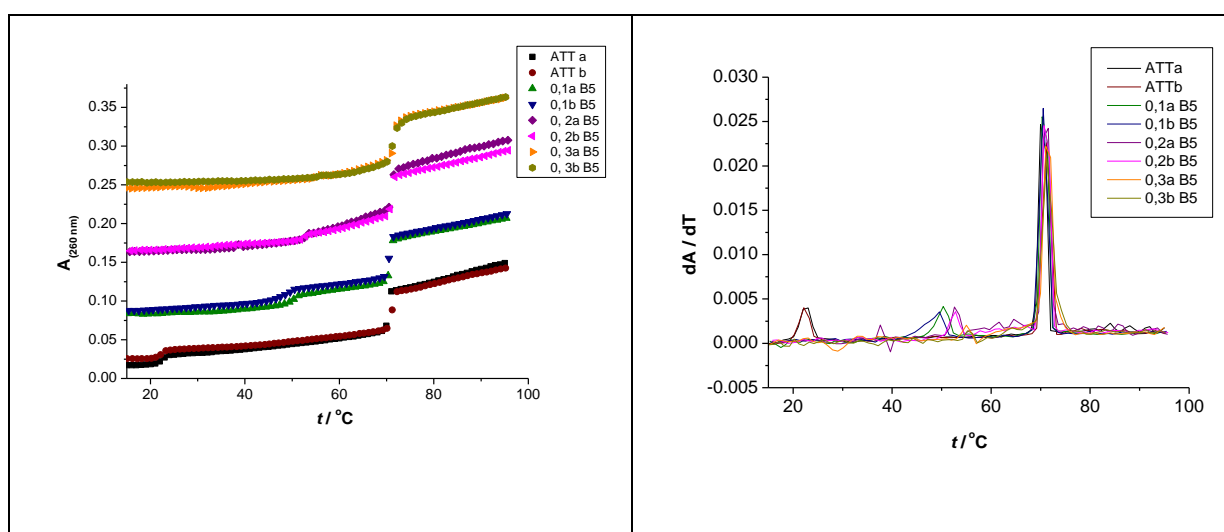 ATT a
ATT b
0,1a B5
0,1b B5
0, 2a B5
0, 2b B5
0, 3a B5
0, 3b B5
0.35
0.30
0.25
0.20
0.15
0.10
0.05
0.00
A(260 nm)
20 40 60 80 100
t / °C
ATTa
ATTb
0,1a B5
0,1b B5
0,2a B5
0,2b B5
0,3a B5
0,3b B5
0.030
0.025
0.020
0.015
0.010
0.005
0.000
-0.005
dA / dT
20 40 60 80 100
t / °C